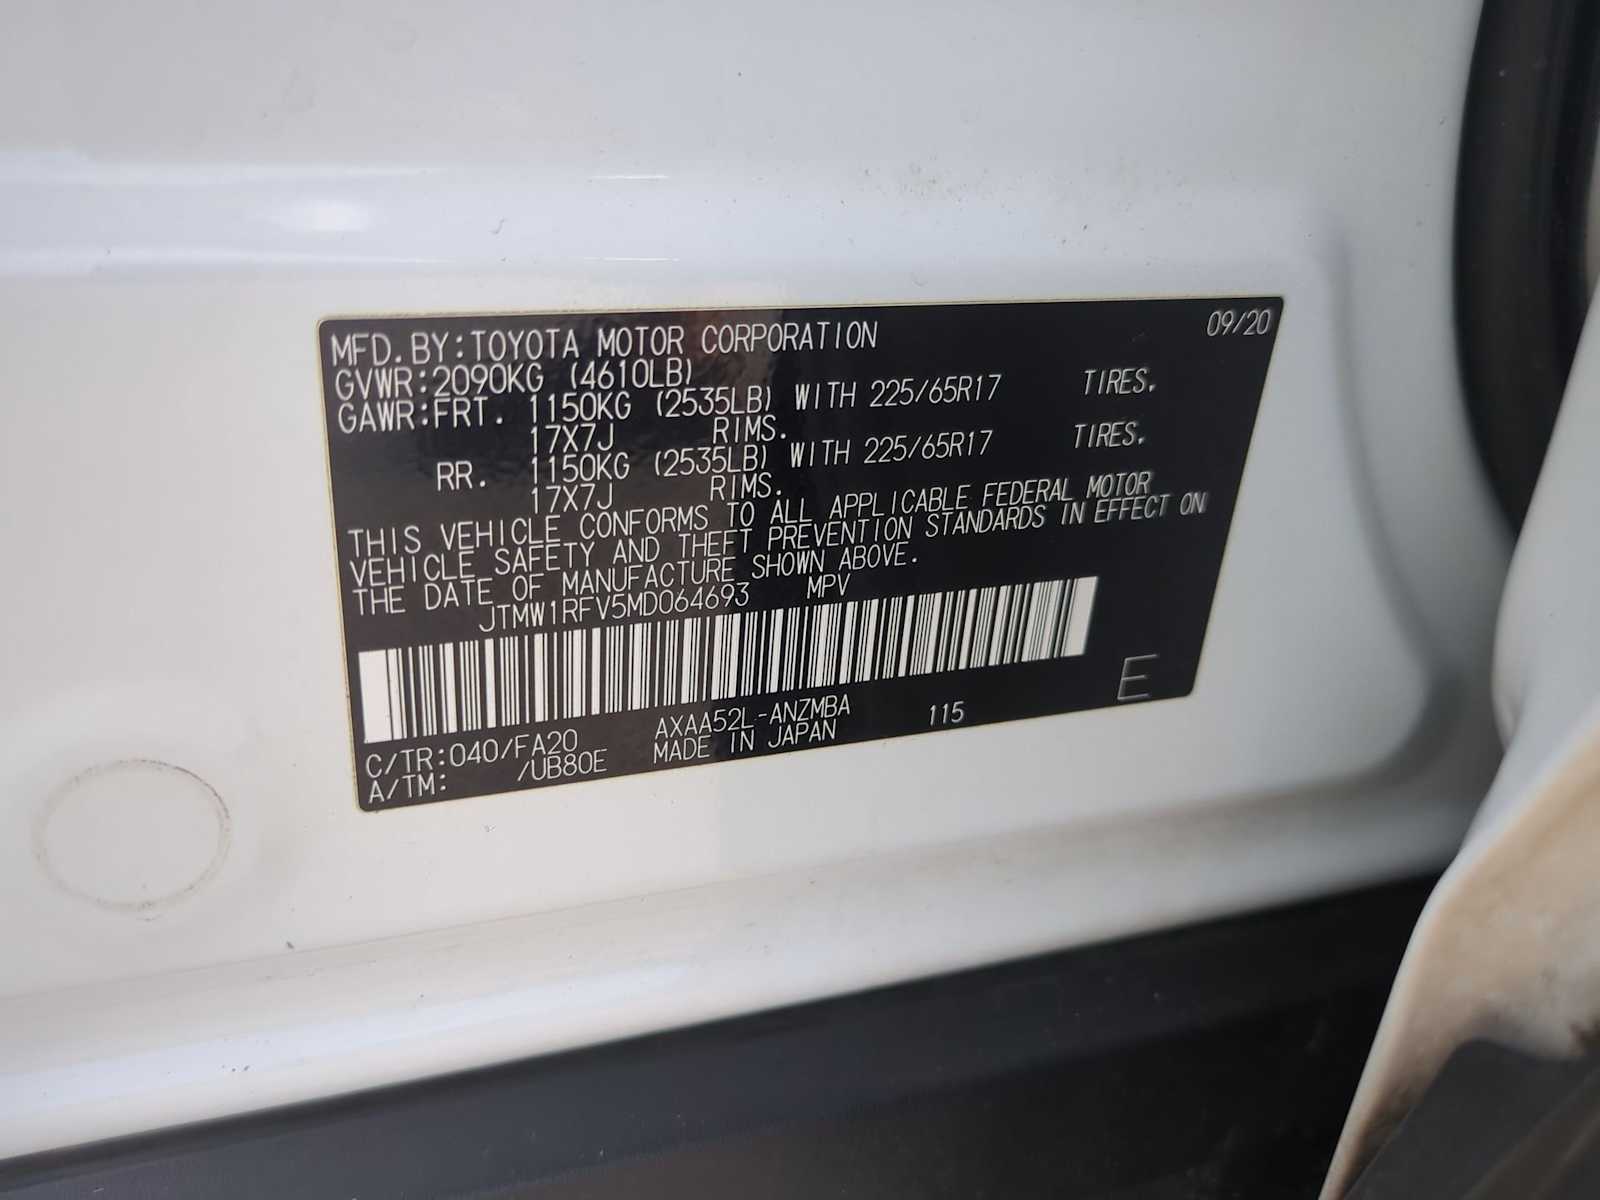 MFD.BY:TOYOTA MOTOR CORPORATION 09/20
GVWR:2090KG (4610LB)
GAWR:FRT. 1150KG (2535LB) WITH 225/65R17 TIRES,
17X7J RIMS.
RR. 1150KG (2535LB) WITH 225/65R17 TIRES,
17X7J RIMS.
THIS VEHICLE CONFORMS TO ALL APPLICABLE FEDERAL MOTOR
VEHICLE SAFETY AND THEFT PREVENTION STANDARDS IN EFFECT ON
THE DATE OF MANUFACTURE SHOWN ABOVE.
JTMW1RFV5MD064693 MPV
C/TR:040/FA20 AXAA52L-ANZMBA 115 E
A/TM: /UB80E MADE IN JAPAN